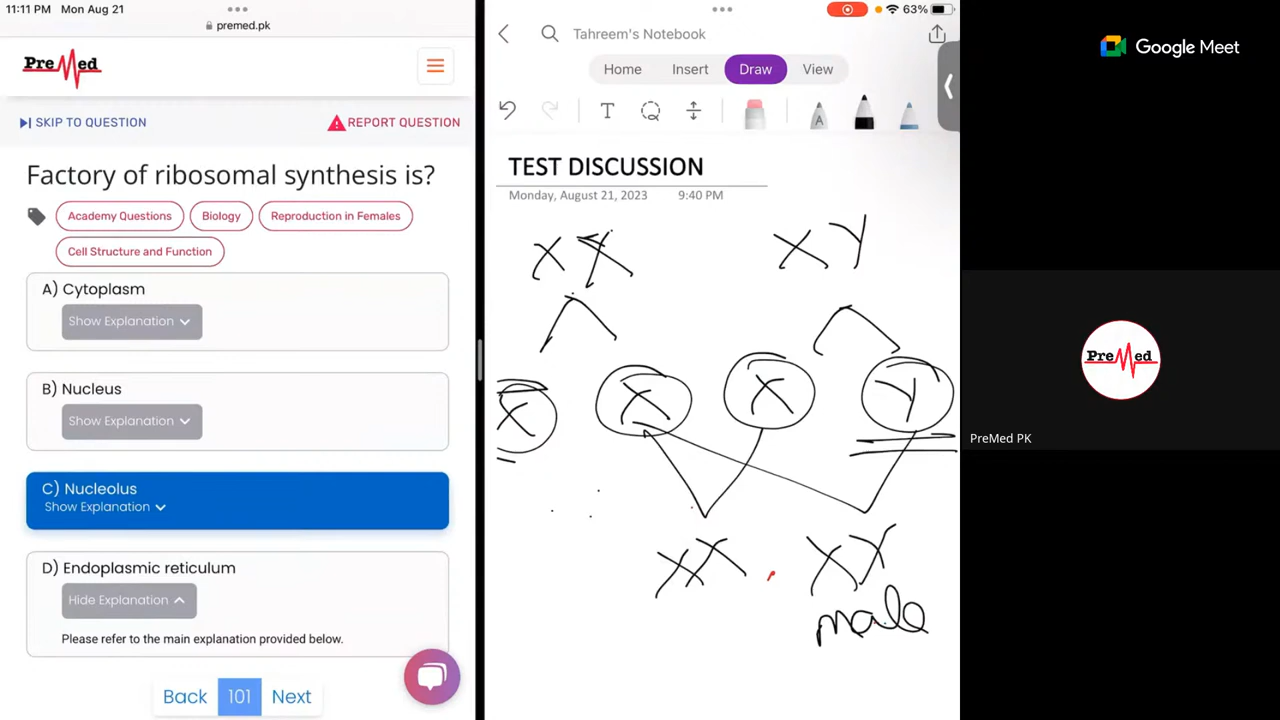 11:11 PM Mon Aug 21
premed.pk
PreMed
SKIP TO QUESTION
REPORT QUESTION
Factory of ribosomal synthesis is?
Academy Questions
Biology
Reproduction in Females
Cell Structure and Function
A) Cytoplasm
Show Explanation
B) Nucleus
Show Explanation
C) Nucleolus
Show Explanation
D) Endoplasmic reticulum
Hide Explanation
Please refer to the main explanation provided below.
Back 101 Next
63%
Tahreem's Notebook
Home Insert Draw View
T
A
TEST DISCUSSION
Monday, August 21, 2023 9:40 PM
XX XY
X X X Y
XX XY
male
Google Meet
PreMed
PreMed PK